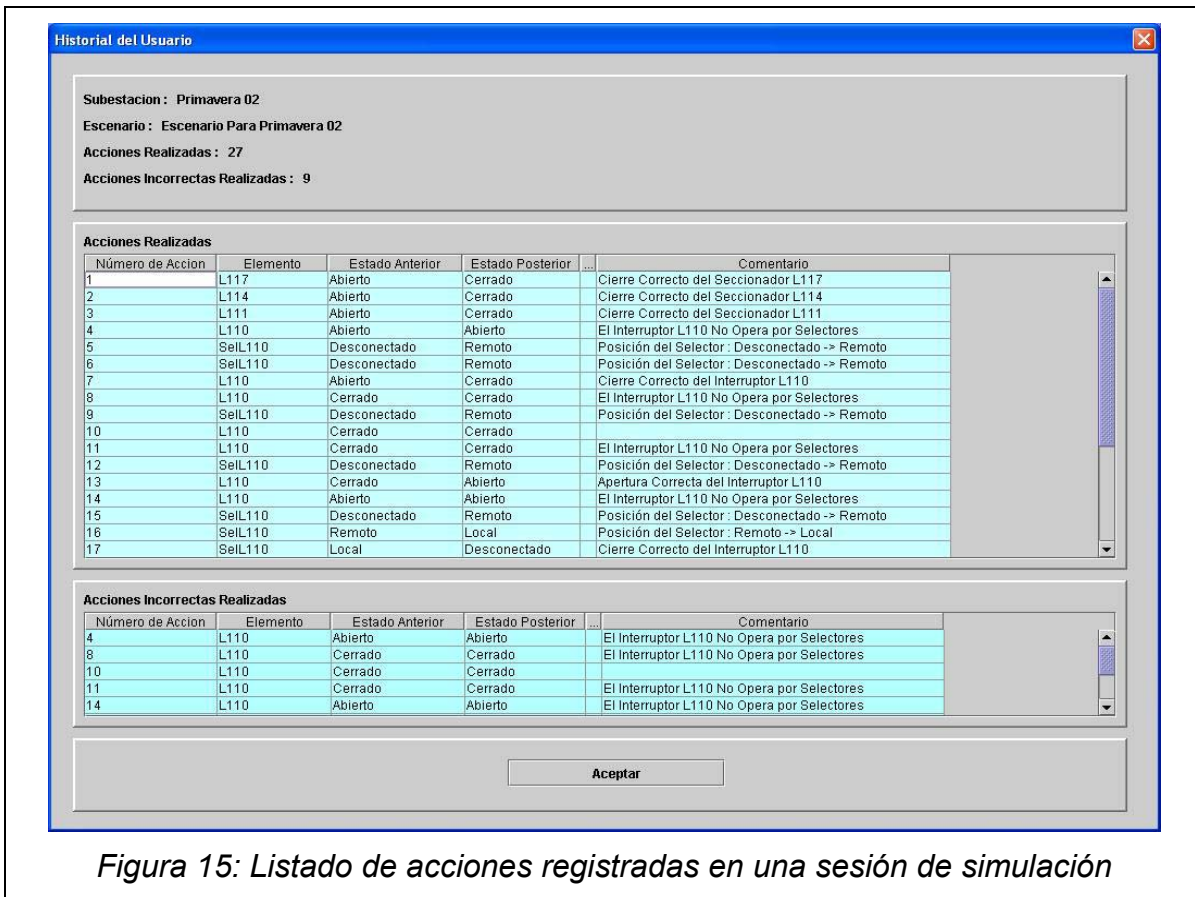 Historial del Usuario
Subestacion : Primavera 02
Escenario : Escenario Para Primavera 02
Acciones Realizadas : 27
Acciones Incorrectas Realizadas : 9
Acciones Realizadas
Número de Accion Elemento Estado Anterior Estado Posterior ... Comentario
1 L117 Abierto Cerrado Cierre Correcto del Seccionador L117
2 L114 Abierto Cerrado Cierre Correcto del Seccionador L114
3 L111 Abierto Cerrado Cierre Correcto del Seccionador L111
4 L110 Abierto Abierto El Interruptor L110 No Opera por Selectores
5 SelL110 Desconectado Remoto Posición del Selector : Desconectado -> Remoto
6 SelL110 Desconectado Remoto Posición del Selector : Desconectado -> Remoto
7 L110 Abierto Cerrado Cierre Correcto del Interruptor L110
8 L110 Cerrado Cerrado El Interruptor L110 No Opera por Selectores
9 SelL110 Desconectado Remoto Posición del Selector : Desconectado -> Remoto
10 L110 Cerrado Cerrado
11 L110 Cerrado Cerrado El Interruptor L110 No Opera por Selectores
12 SelL110 Desconectado Remoto Posición del Selector : Desconectado -> Remoto
13 L110 Cerrado Abierto Apertura Correcta del Interruptor L110
14 L110 Abierto Abierto El Interruptor L110 No Opera por Selectores
15 SelL110 Desconectado Remoto Posición del Selector : Desconectado -> Remoto
16 SelL110 Remoto Local Posición del Selector : Remoto -> Local
17 SelL110 Local Desconectado Cierre Correcto del Interruptor L110
Acciones Incorrectas Realizadas
Número de Accion Elemento Estado Anterior Estado Posterior ... Comentario
4 L110 Abierto Abierto El Interruptor L110 No Opera por Selectores
8 L110 Cerrado Cerrado El Interruptor L110 No Opera por Selectores
10 L110 Cerrado Cerrado
11 L110 Cerrado Cerrado El Interruptor L110 No Opera por Selectores
14 L110 Abierto Abierto El Interruptor L110 No Opera por Selectores
Aceptar
Figura 15: Listado de acciones registradas en una sesión de simulación